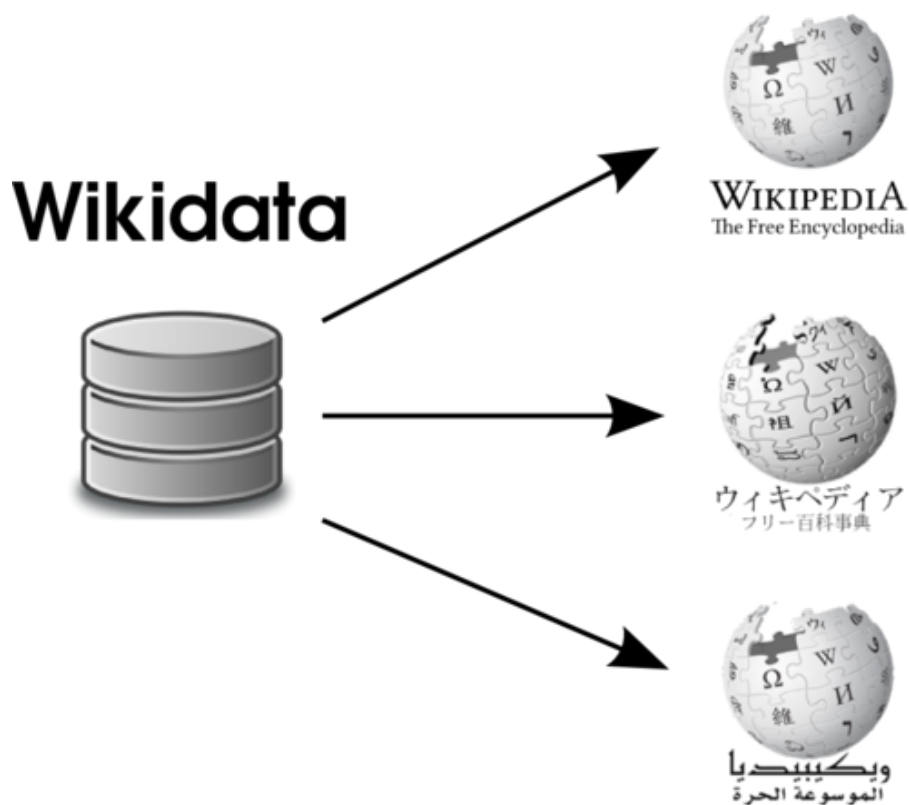 Wikidata
WIKIPEDIA
The Free Encyclopedia
ウィキペディア
フリー百科事典
ويكيبيديا
الموسوعة الحرة